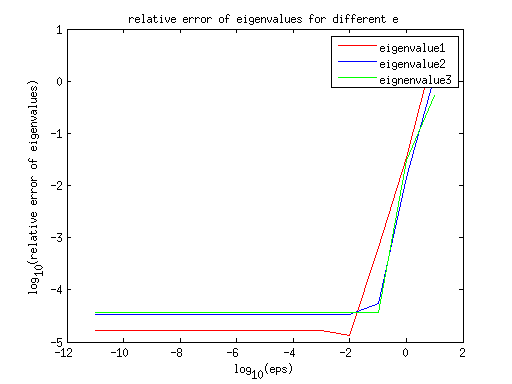 relative error of eigenvalues for different e
eigenvalue1
eigenvalue2
eignenvalue3
log10(relative error of eigenvalues)
1
0
-1
-2
-3
-4
-5
-12 -10 -8 -6 -4 -2 0 2
log10(eps)